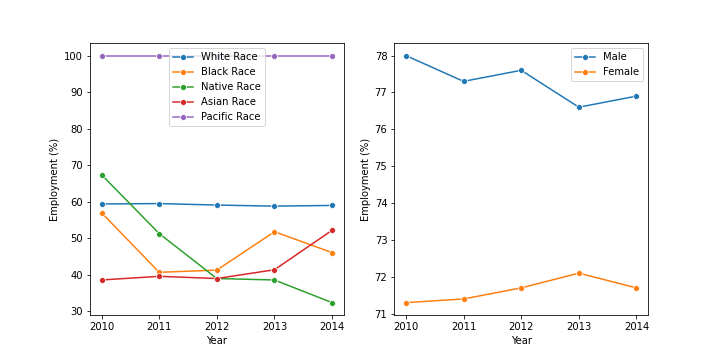 Employment (%)
100
90
80
70
60
50
40
30
2010
2011
2012
2013
2014
Year
White Race
Black Race
Native Race
Asian Race
Pacific Race
Employment (%)
78
77
76
75
74
73
72
71
2010
2011
2012
2013
2014
Year
Male
Female